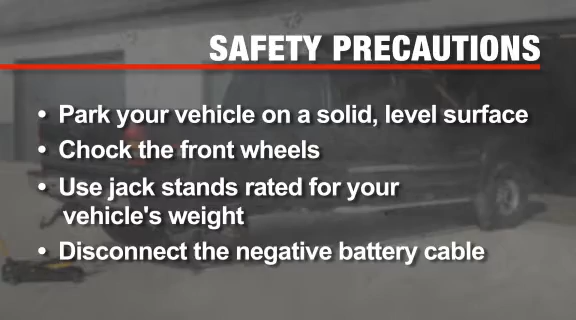 SAFETY PRECAUTIONS
• Park your vehicle on a solid, level surface
• Chock the front wheels
• Use jack stands rated for your
vehicle's weight
• Disconnect the negative battery cable